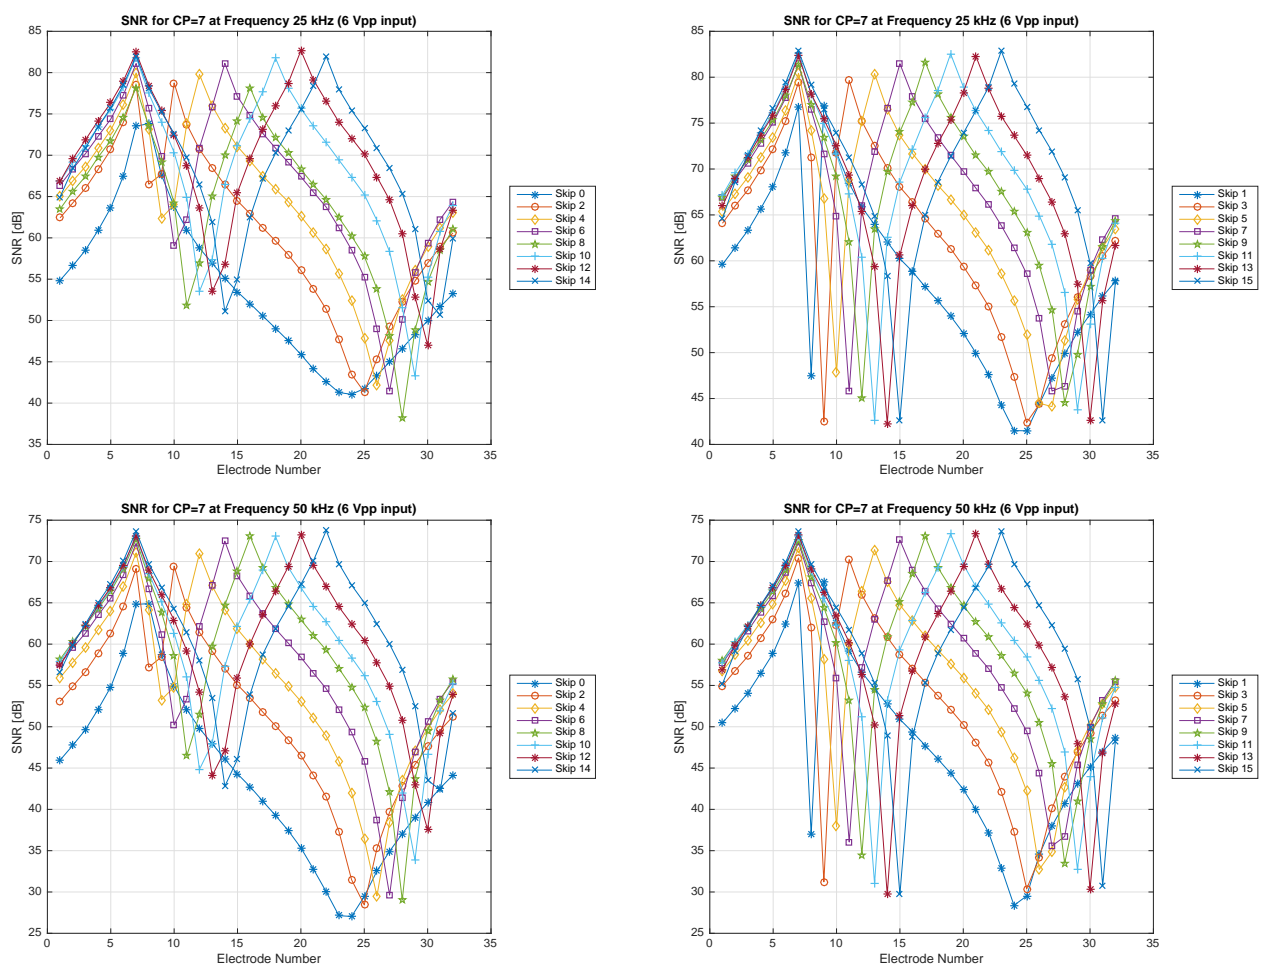 SNR for CP=7 at Frequency 25 kHz (6 Vpp input)
85
80
75
70
65
60
55
50
45
40
35
SNR [dB]
0 5 10 15 20 25 30 35
Electrode Number
Skip 0
Skip 2
Skip 4
Skip 6
Skip 8
Skip 10
Skip 12
Skip 14
SNR for CP=7 at Frequency 25 kHz (6 Vpp input)
85
80
75
70
65
60
55
50
45
40
SNR [dB]
0 5 10 15 20 25 30 35
Electrode Number
Skip 1
Skip 3
Skip 5
Skip 7
Skip 9
Skip 11
Skip 13
Skip 15
SNR for CP=7 at Frequency 50 kHz (6 Vpp input)
75
70
65
60
55
50
45
40
35
30
25
SNR [dB]
0 5 10 15 20 25 30 35
Electrode Number
Skip 0
Skip 2
Skip 4
Skip 6
Skip 8
Skip 10
Skip 12
Skip 14
SNR for CP=7 at Frequency 50 kHz (6 Vpp input)
75
70
65
60
55
50
45
40
35
30
25
SNR [dB]
0 5 10 15 20 25 30 35
Electrode Number
Skip 1
Skip 3
Skip 5
Skip 7
Skip 9
Skip 11
Skip 13
Skip 15